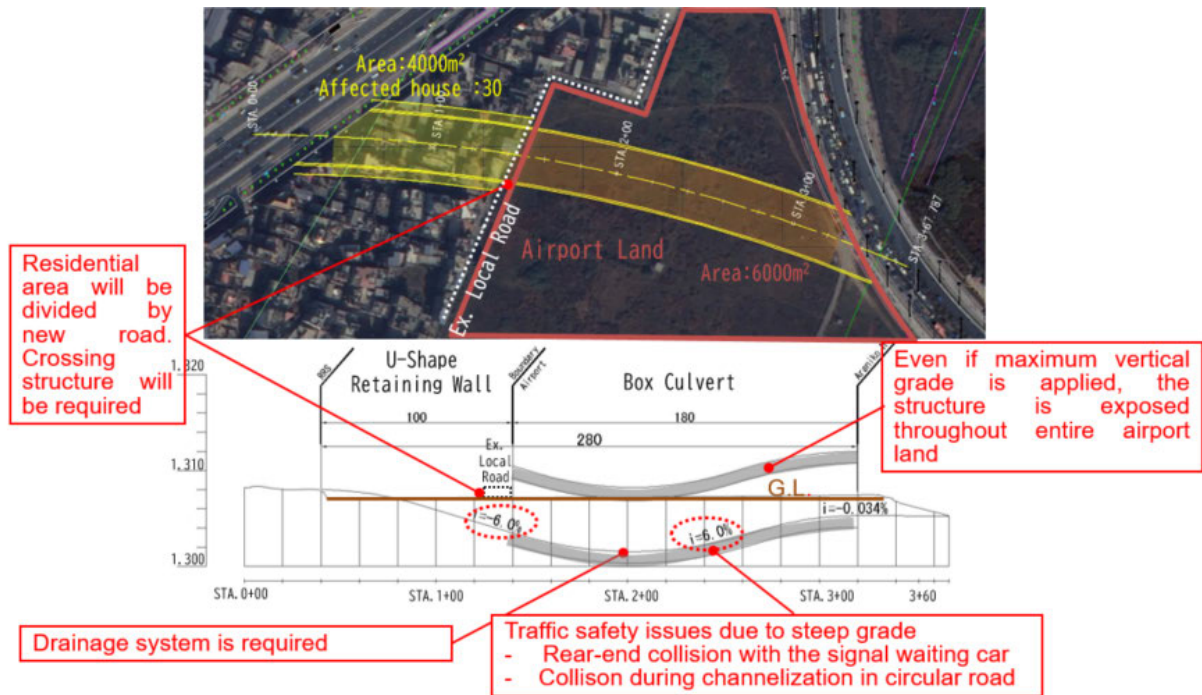 Area:4000m²
Affected house :30
STA. 0+00
STA. 1+00
STA. 2+00
STA. 3+00
STA. 3+67.787
Ex. Local Road
Airport Land
Area:6000m²
Residential
area will be
divided by
new road.
Crossing
structure will
be required
Even if maximum vertical
grade is applied, the
structure is exposed
throughout entire airport
land
U-Shape
Retaining Wall
Boundary
Airport
Box Culvert
100
180
280
Ex.
Local
Road
G.L.
i=-6.0%
i=6.0%
i=-0.034%
1,320
1,310
1,300
STA. 0+00
STA. 1+00
STA. 2+00
STA. 3+00
3+60
Drainage system is required
Traffic safety issues due to steep grade
- Rear-end collision with the signal waiting car
- Collison during channelization in circular road